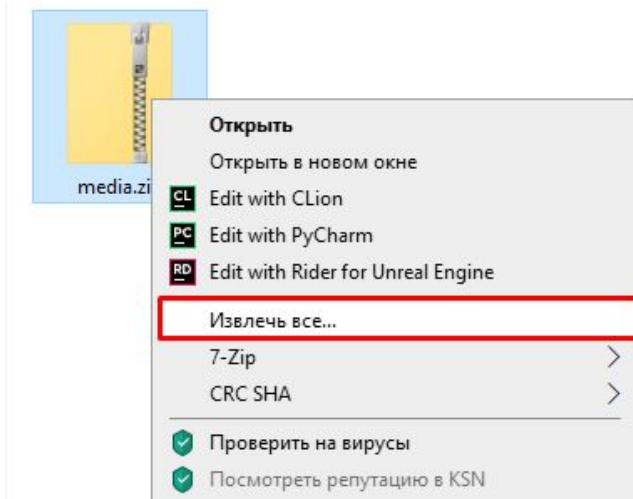 Открыть
Открыть в новом окне
media.zi
CL Edit with CLion
PC Edit with PyCharm
RD Edit with Rider for Unreal Engine
Извлечь все...
7-Zip
CRC SHA
Проверить на вирусы
Посмотреть репутацию в KSN